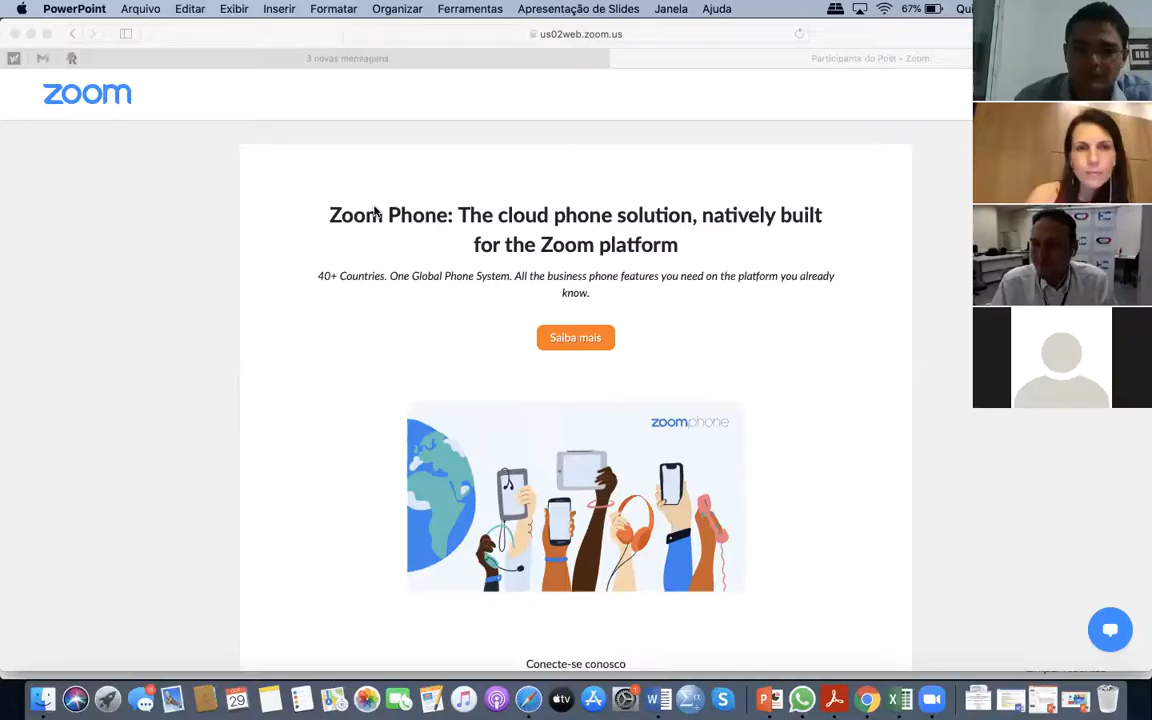 PowerPoint Arquivo Editar Exibir Inserir Formatar Organizar Ferramentas Apresentação de Slides Janela Ajuda 67% Qui
us02web.zoom.us
3 novas mensagens Participante do Post - Zoom
zoom
Zoom Phone: The cloud phone solution, natively built
for the Zoom platform
40+ Countries. One Global Phone System. All the business phone features you need on the platform you already
know.
Saiba mais
zoomphone
Conecte-se conosco
OUT
29